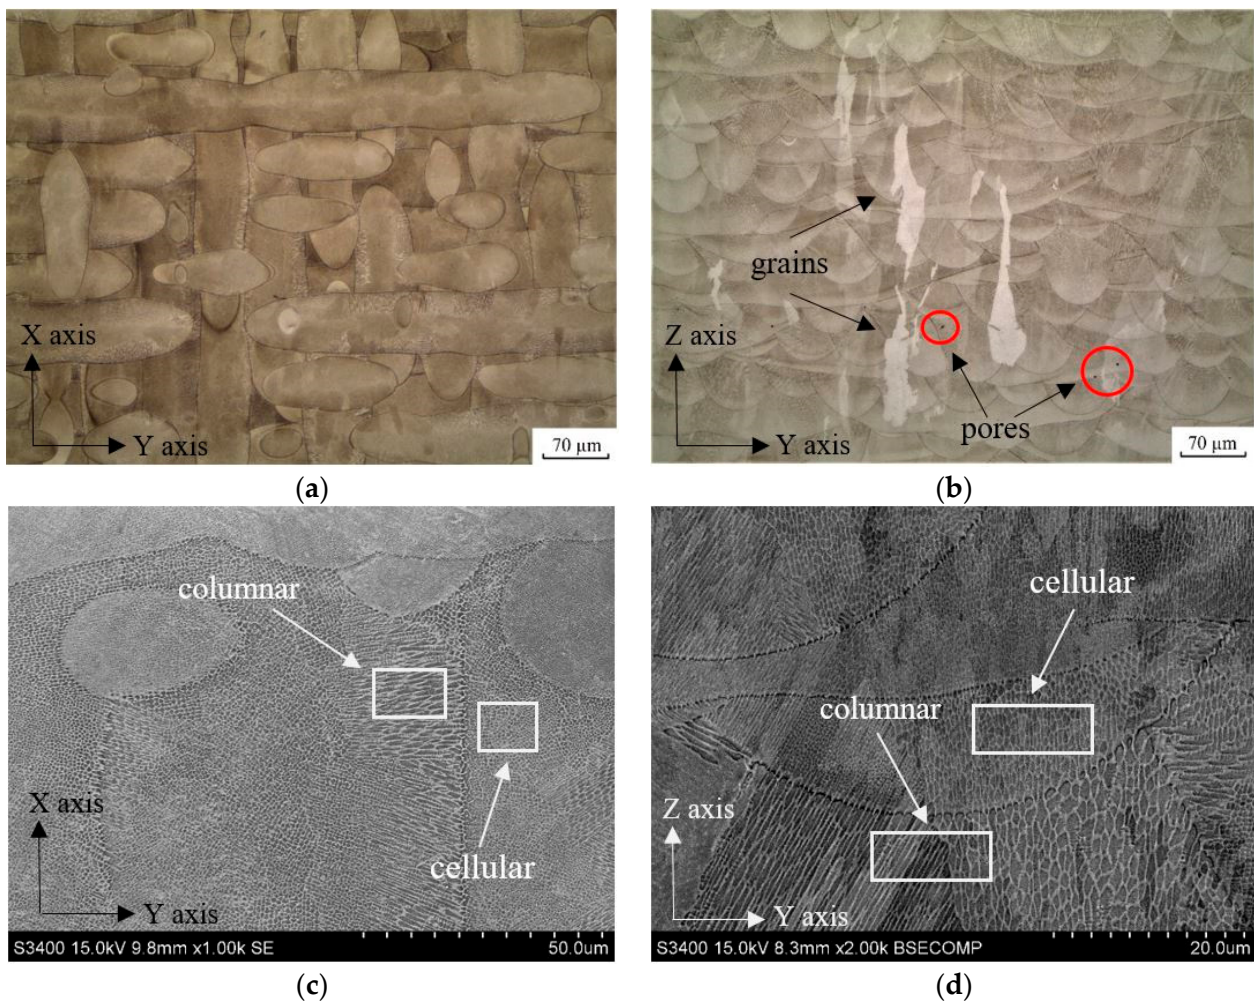 grains
pores
X axis
Y axis
70 μm
Z axis
Y axis
70 μm
(a)
(b)
columnar
cellular
X axis
Y axis
S3400 15.0kV 9.8mm x1.00k SE
50.0um
cellular
columnar
Z axis
Y axis
S3400 15.0kV 8.3mm x2.00k BSECOMP
20.0um
(c)
(d)